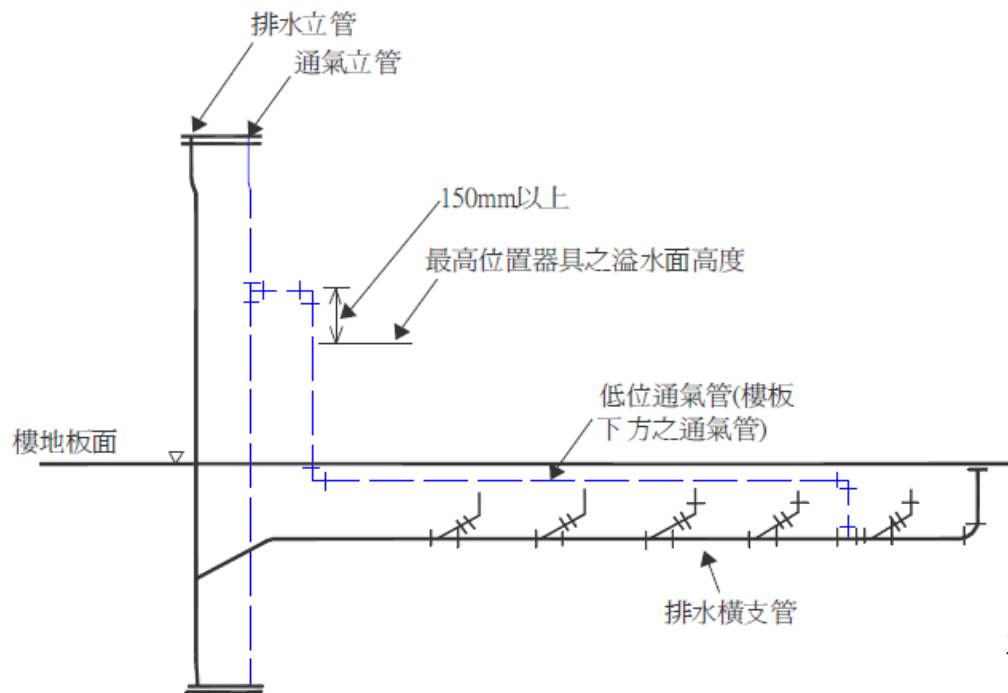 排水立管
通氣立管
150mm以上
最高位置器具之溢水面高度
低位通氣管(樓板
下方之通氣管)
樓地板面
排水橫支管